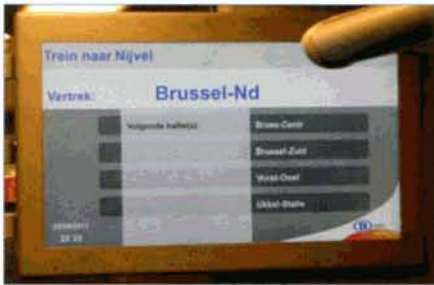 Trein naar Nijvel
Vertrek: Brussel-Nd
Volgende halte(s): Bruss-Centr
Brussel-Zuid
Vorst-Oost
Ukkel-Stalle